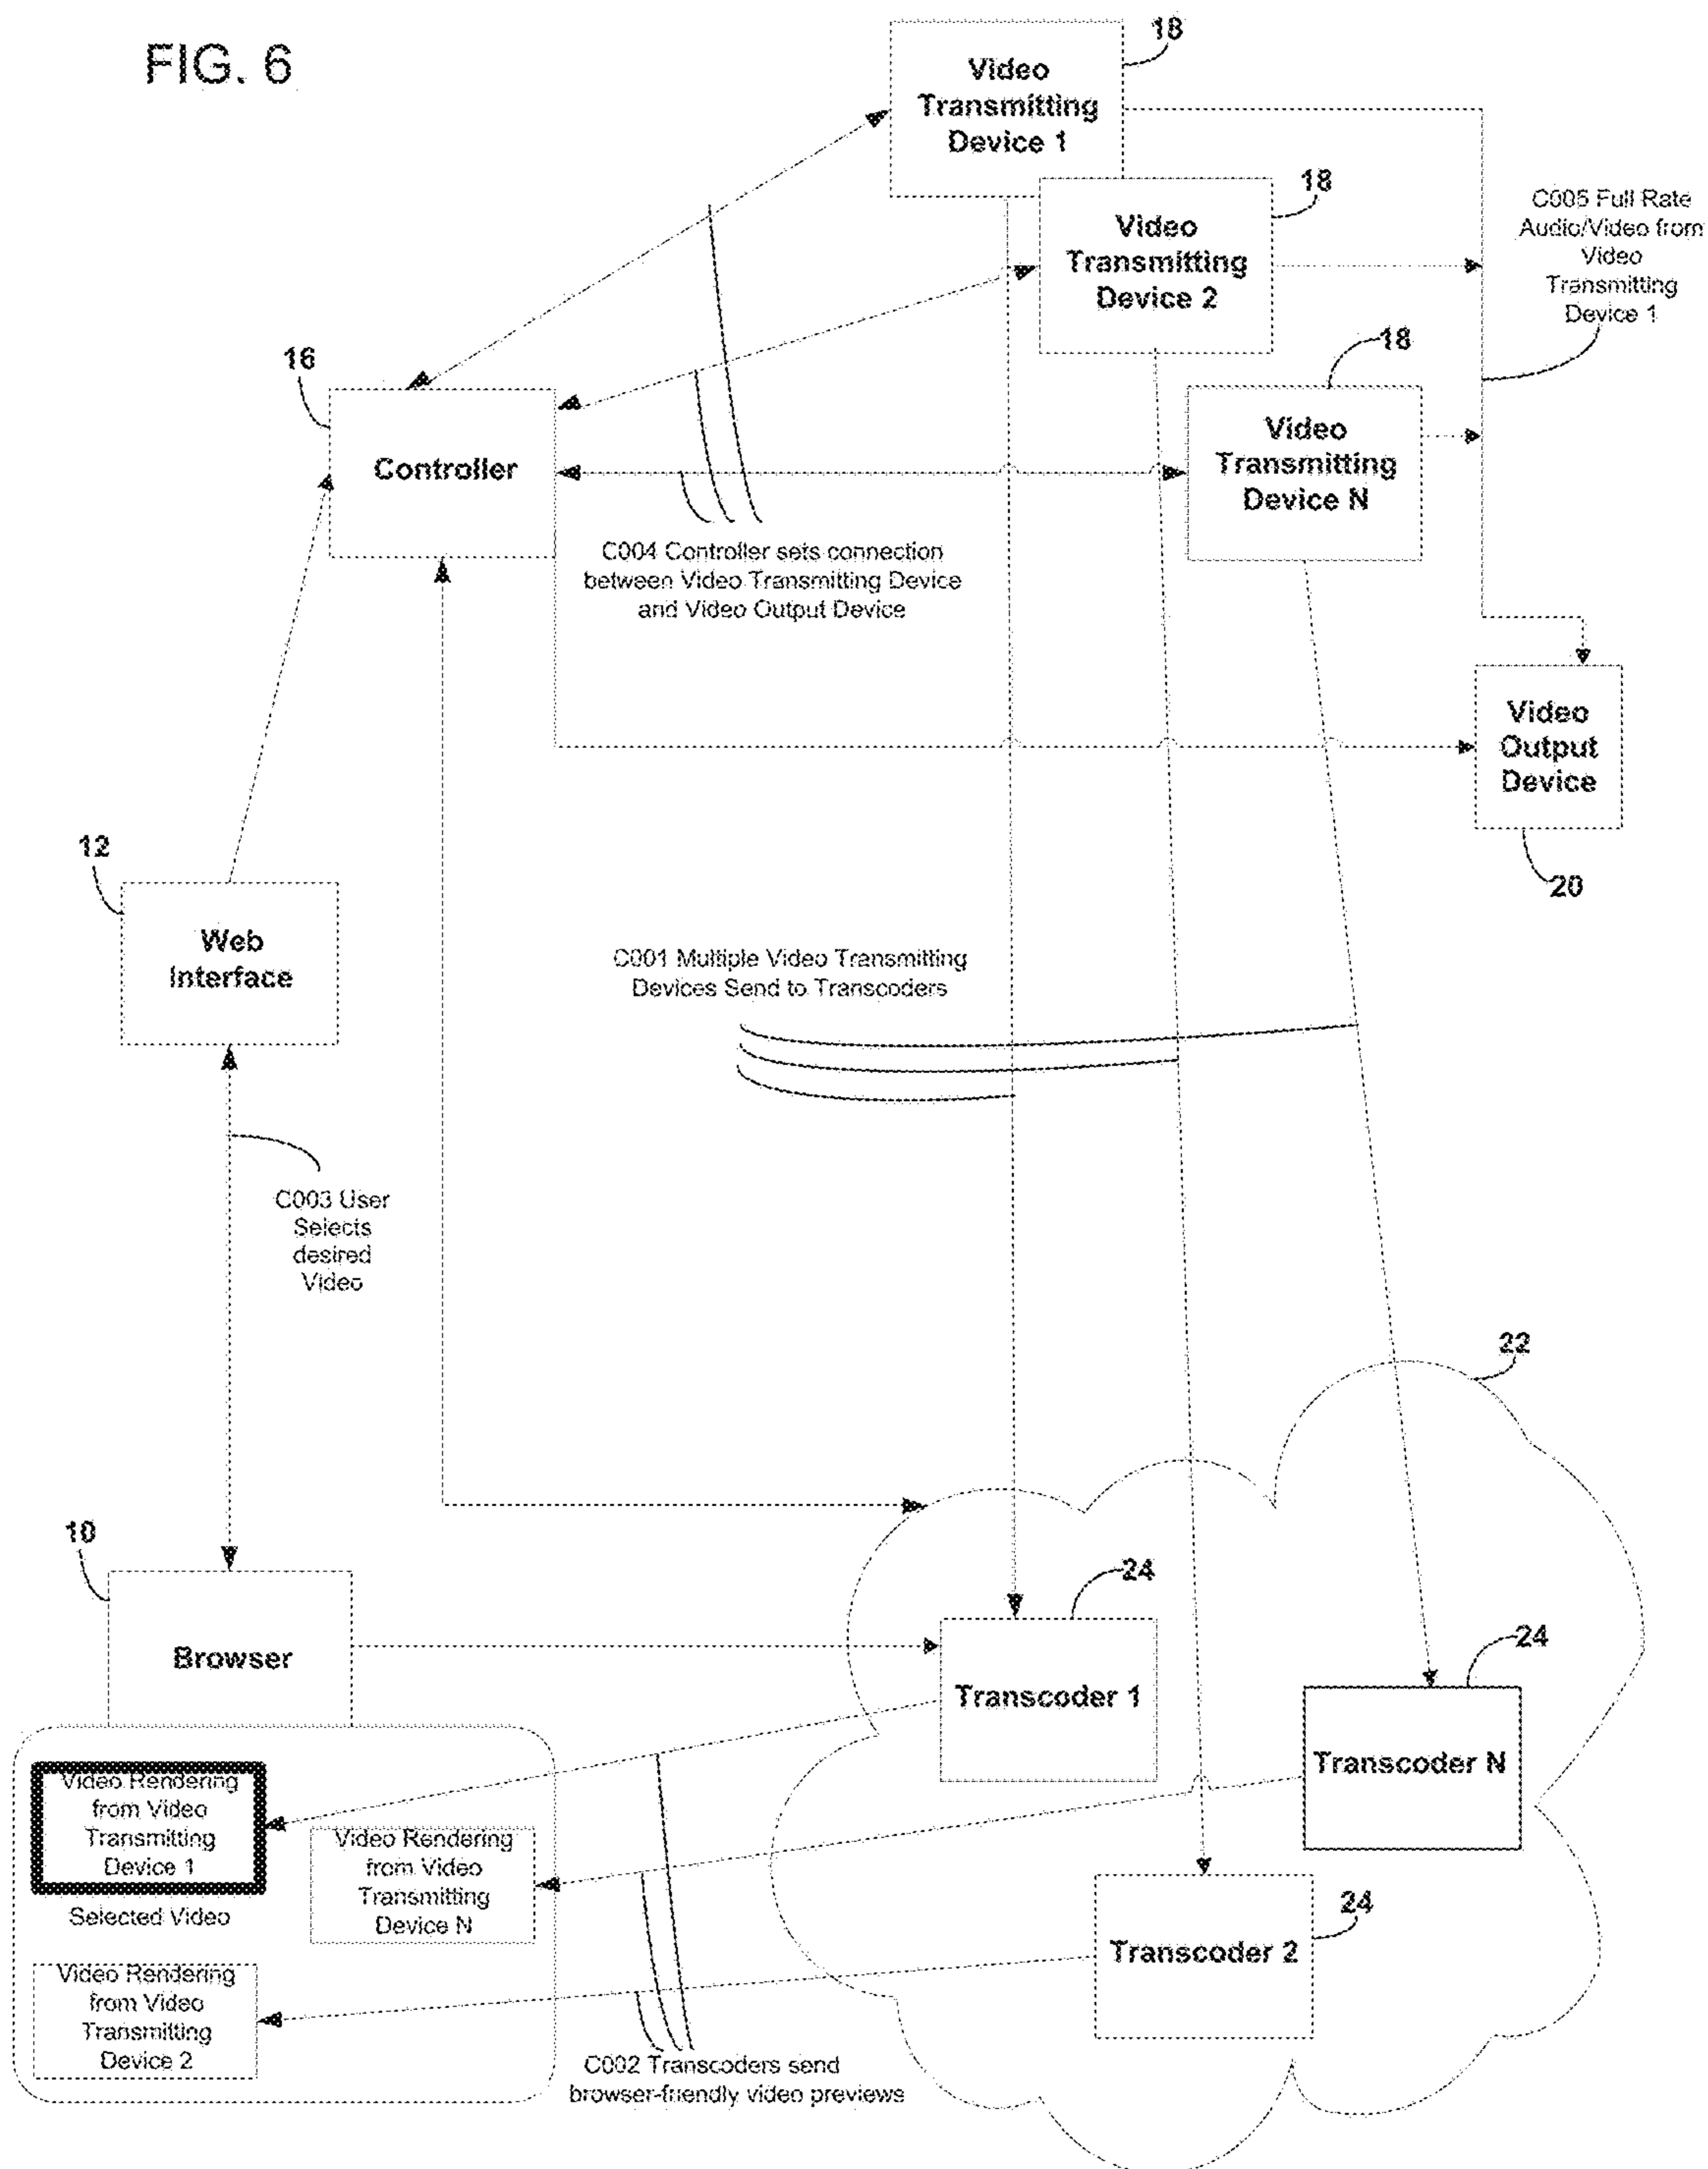 FIG. 6
18
Video
Transmitting
Device 1
18
Video
Transmitting
Device 2
C005 Full Rate
Audio/Video from
Video
Transmitting
Device 1
18
Video
Transmitting
Device N
16
Controller
C004 Controller sets connection
between Video Transmitting Device
and Video Output Device
Video
Output
Device
20
12
Web
Interface
C001 Multiple Video Transmitting
Devices Send to Transcoders
C003 User
Selects
desired
Video
22
10
Browser
24
Transcoder 1
24
Transcoder N
Video Rendering
from Video
Transmitting
Device 1
Selected Video
Video Rendering
from Video
Transmitting
Device N
24
Transcoder 2
Video Rendering
from Video
Transmitting
Device 2
C002 Transcoders send
browser-friendly video previews